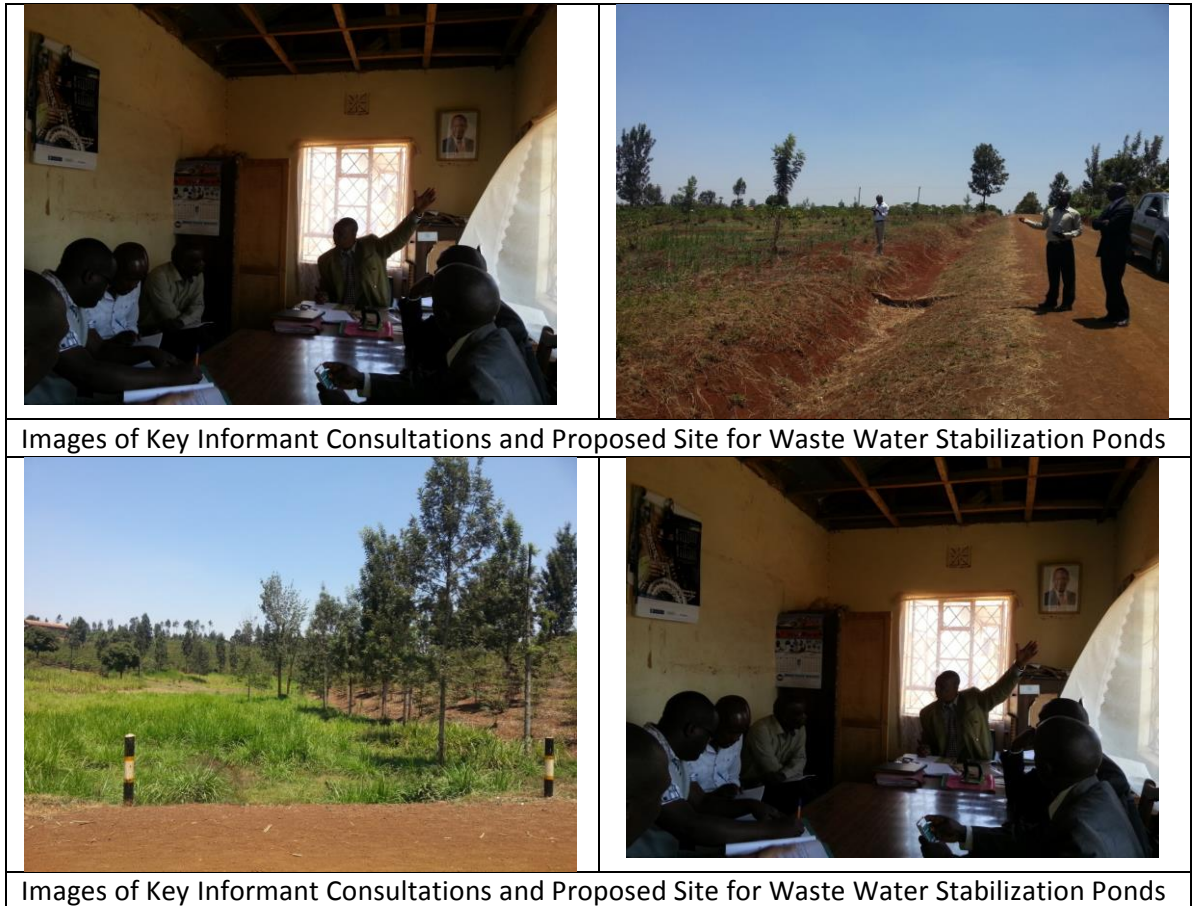 Images of Key Informant Consultations and Proposed Site for Waste Water Stabilization Ponds
Images of Key Informant Consultations and Proposed Site for Waste Water Stabilization Ponds